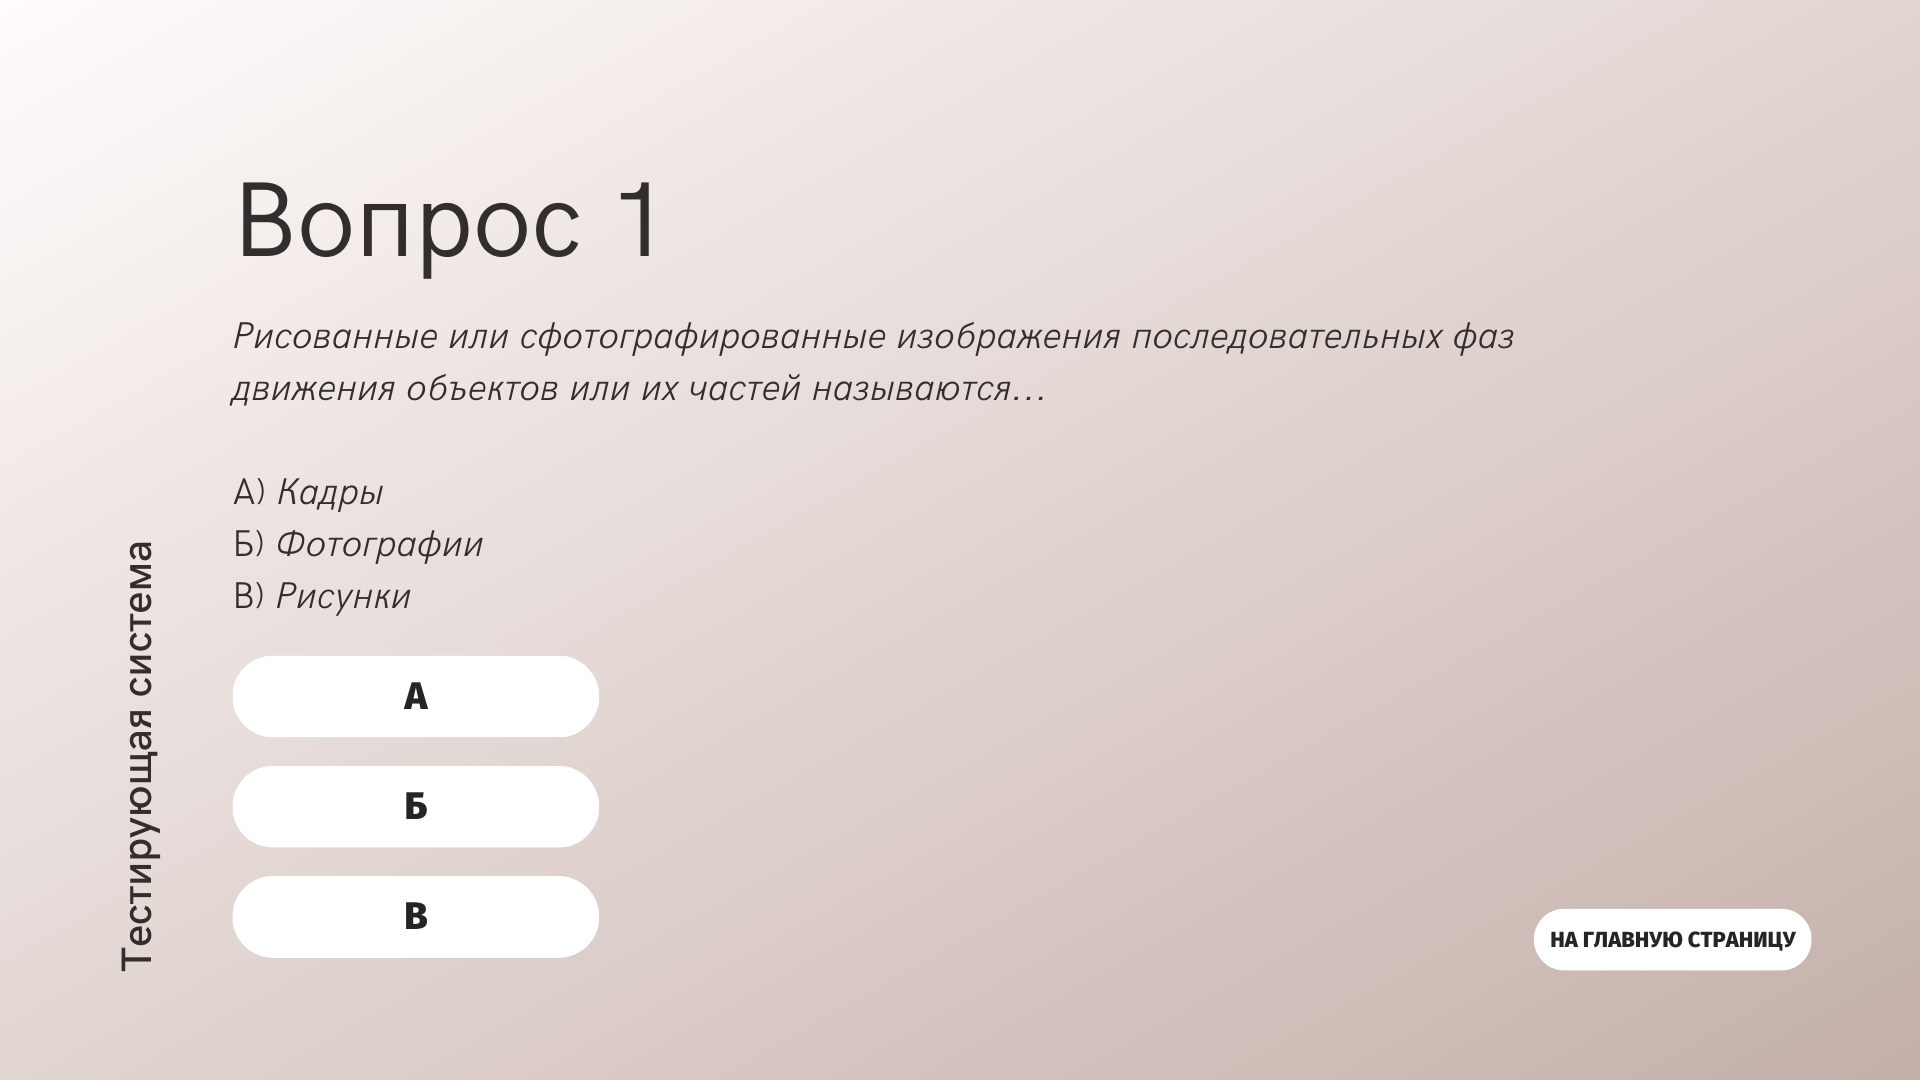 Вопрос 1
Рисованные или сфотографированные изображения последовательных фаз
движения объектов или их частей называются...
А) Кадры
Б) Фотографии
В) Рисунки
А
Б
В
Тестирующая система
НА ГЛАВНУЮ СТРАНИЦУ